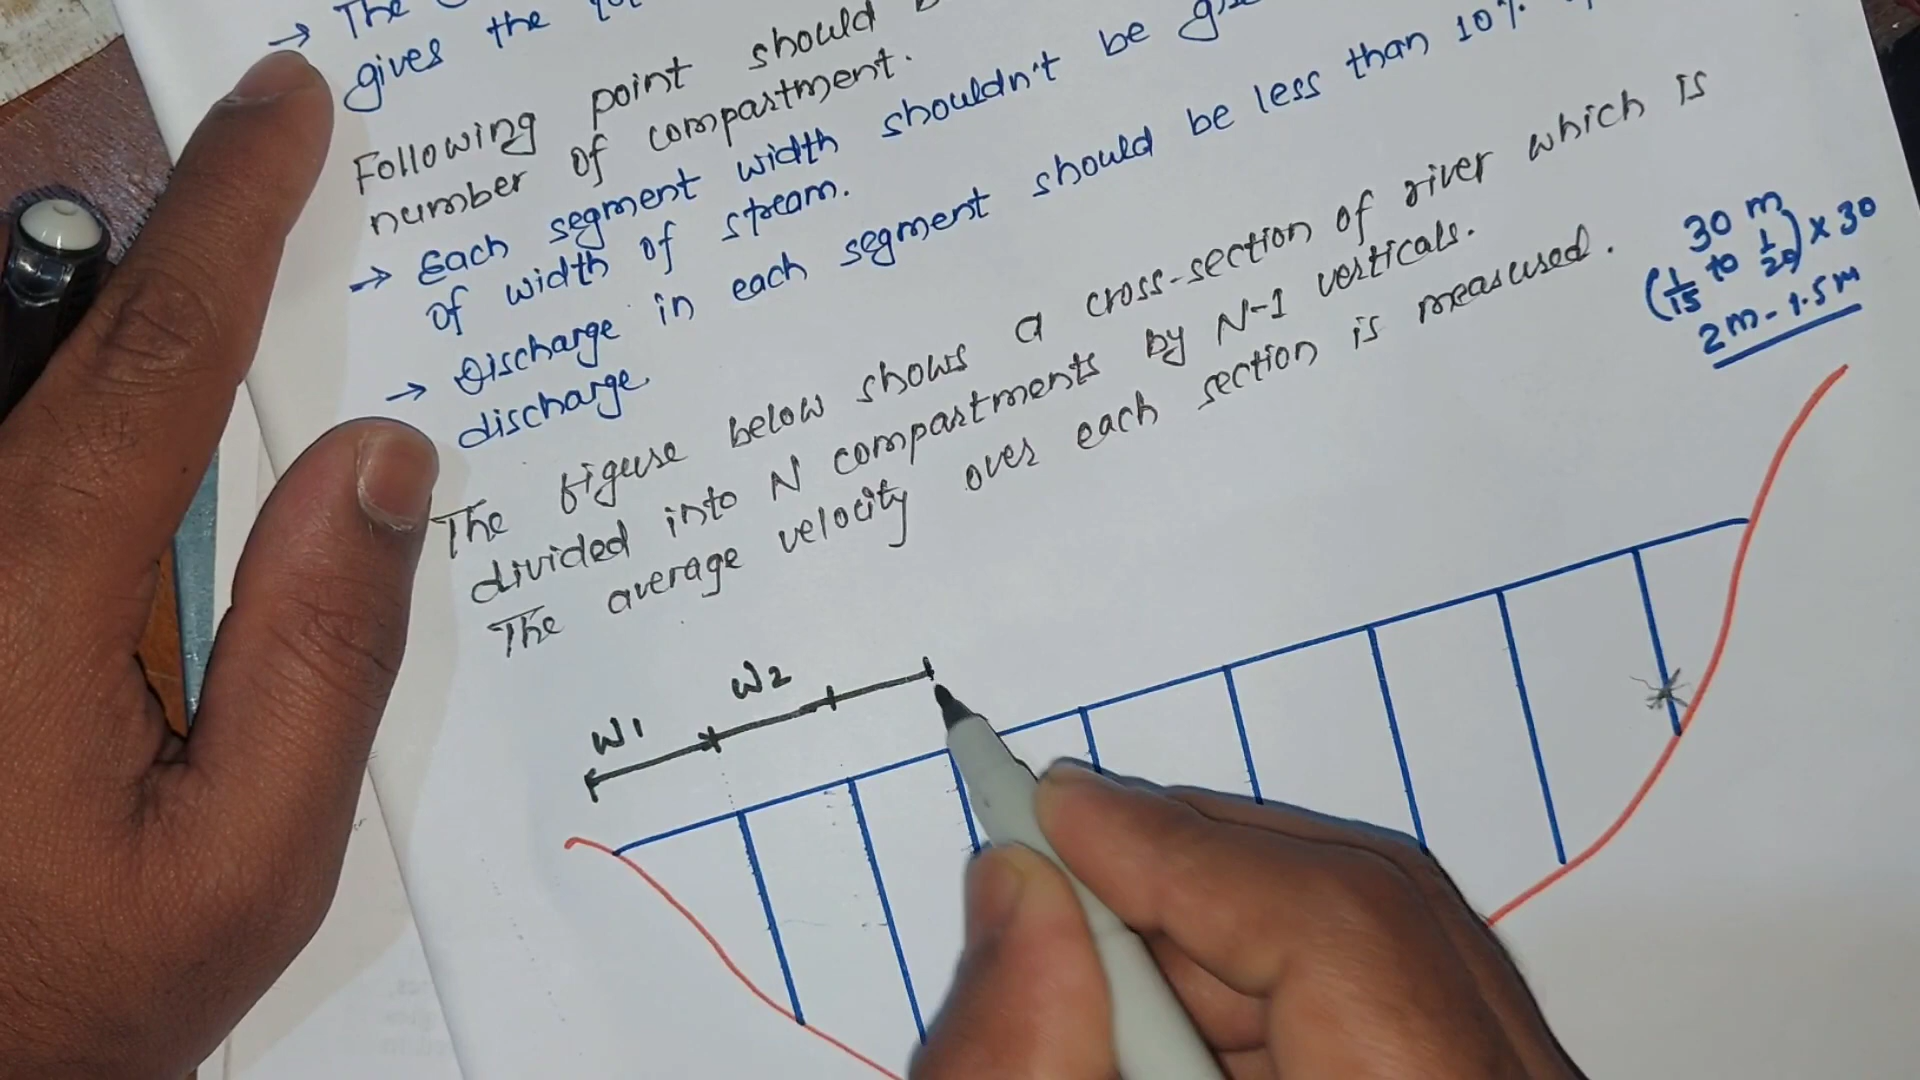 → The
gives the
Following point should
number of compartment.
→ Each segment width shouldn't be
of width of stream.
→ Discharge in each segment should be less than 10%
discharge
The figure below shows a cross-section of river which is
divided into N compartments by N-1 verticals.
The average velocity over each section is measured.
30 m
(1/15 to 1/20) x 30
2m - 1.5m
W1
W2